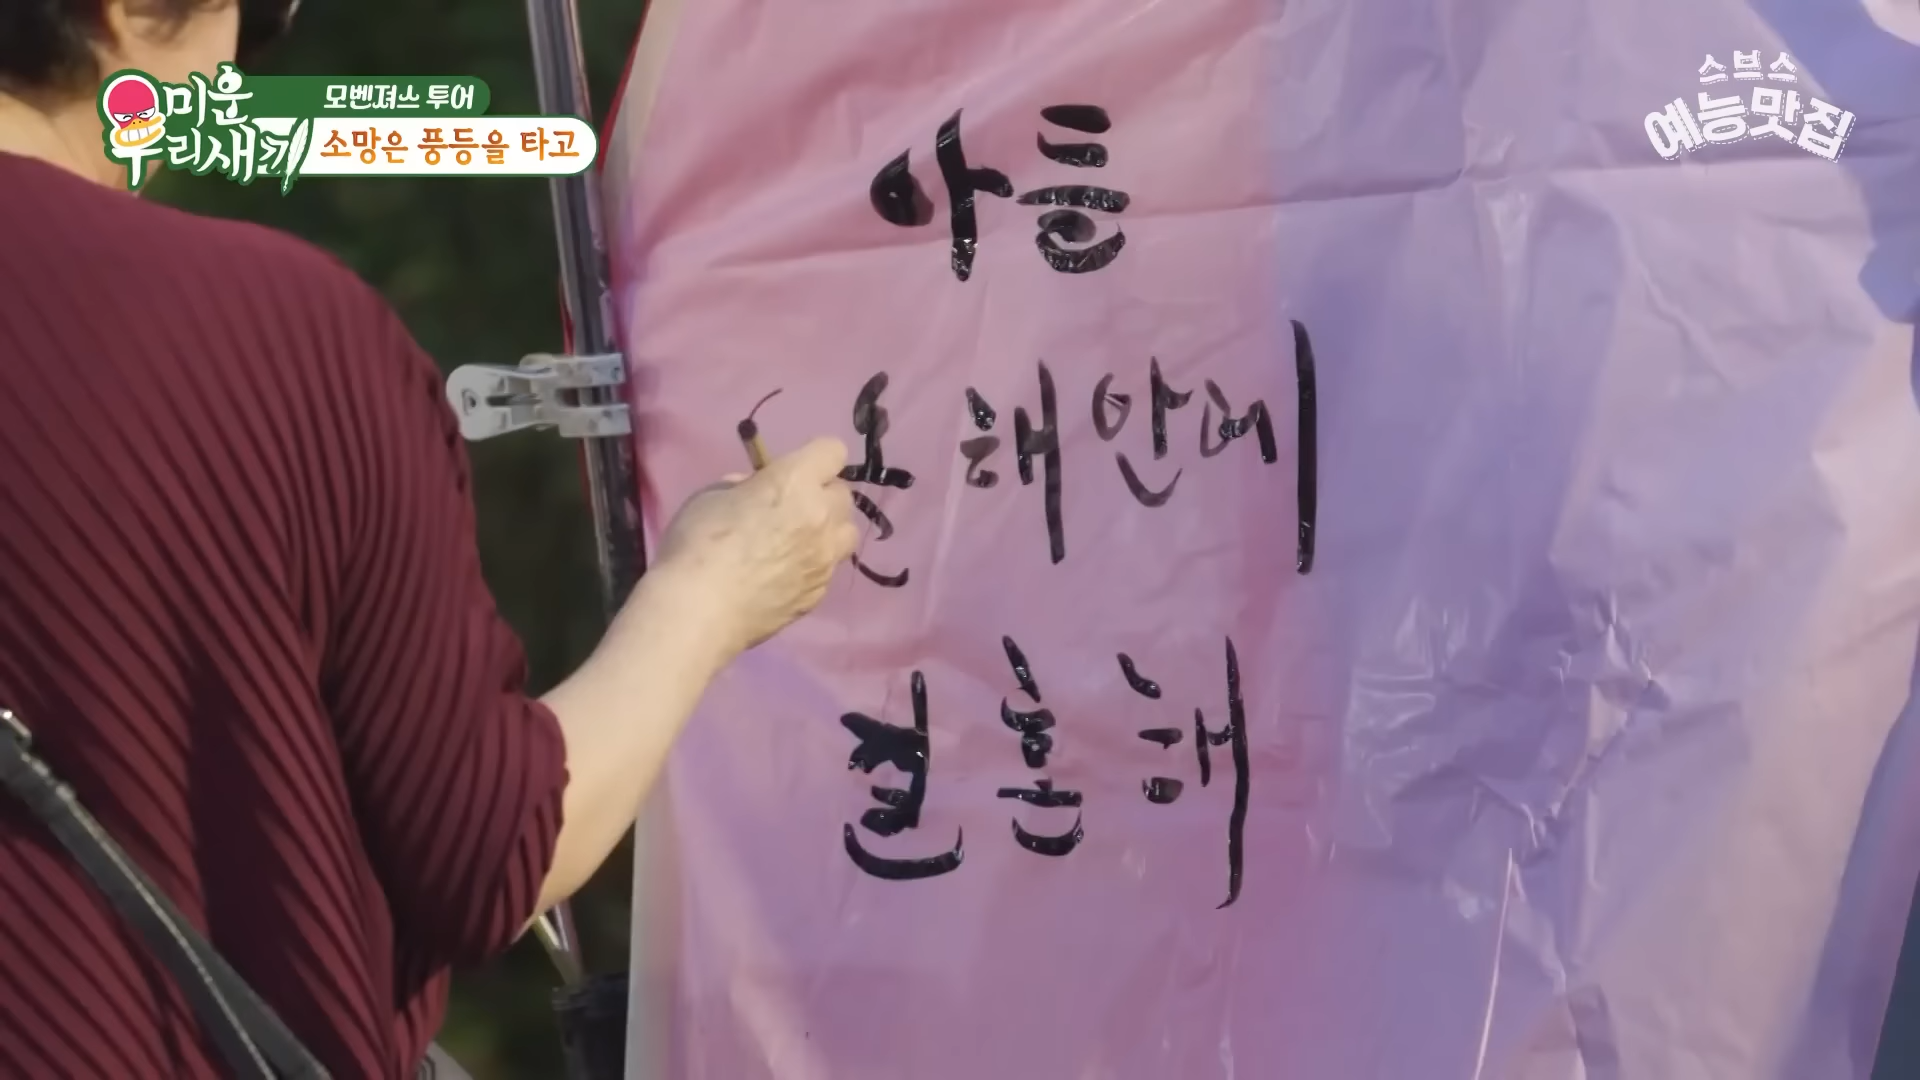 미운 우리 새끼
모벤져스 투어
소망은 풍등을 타고
스브스
예능맛집
아들
올해 안에
결혼해